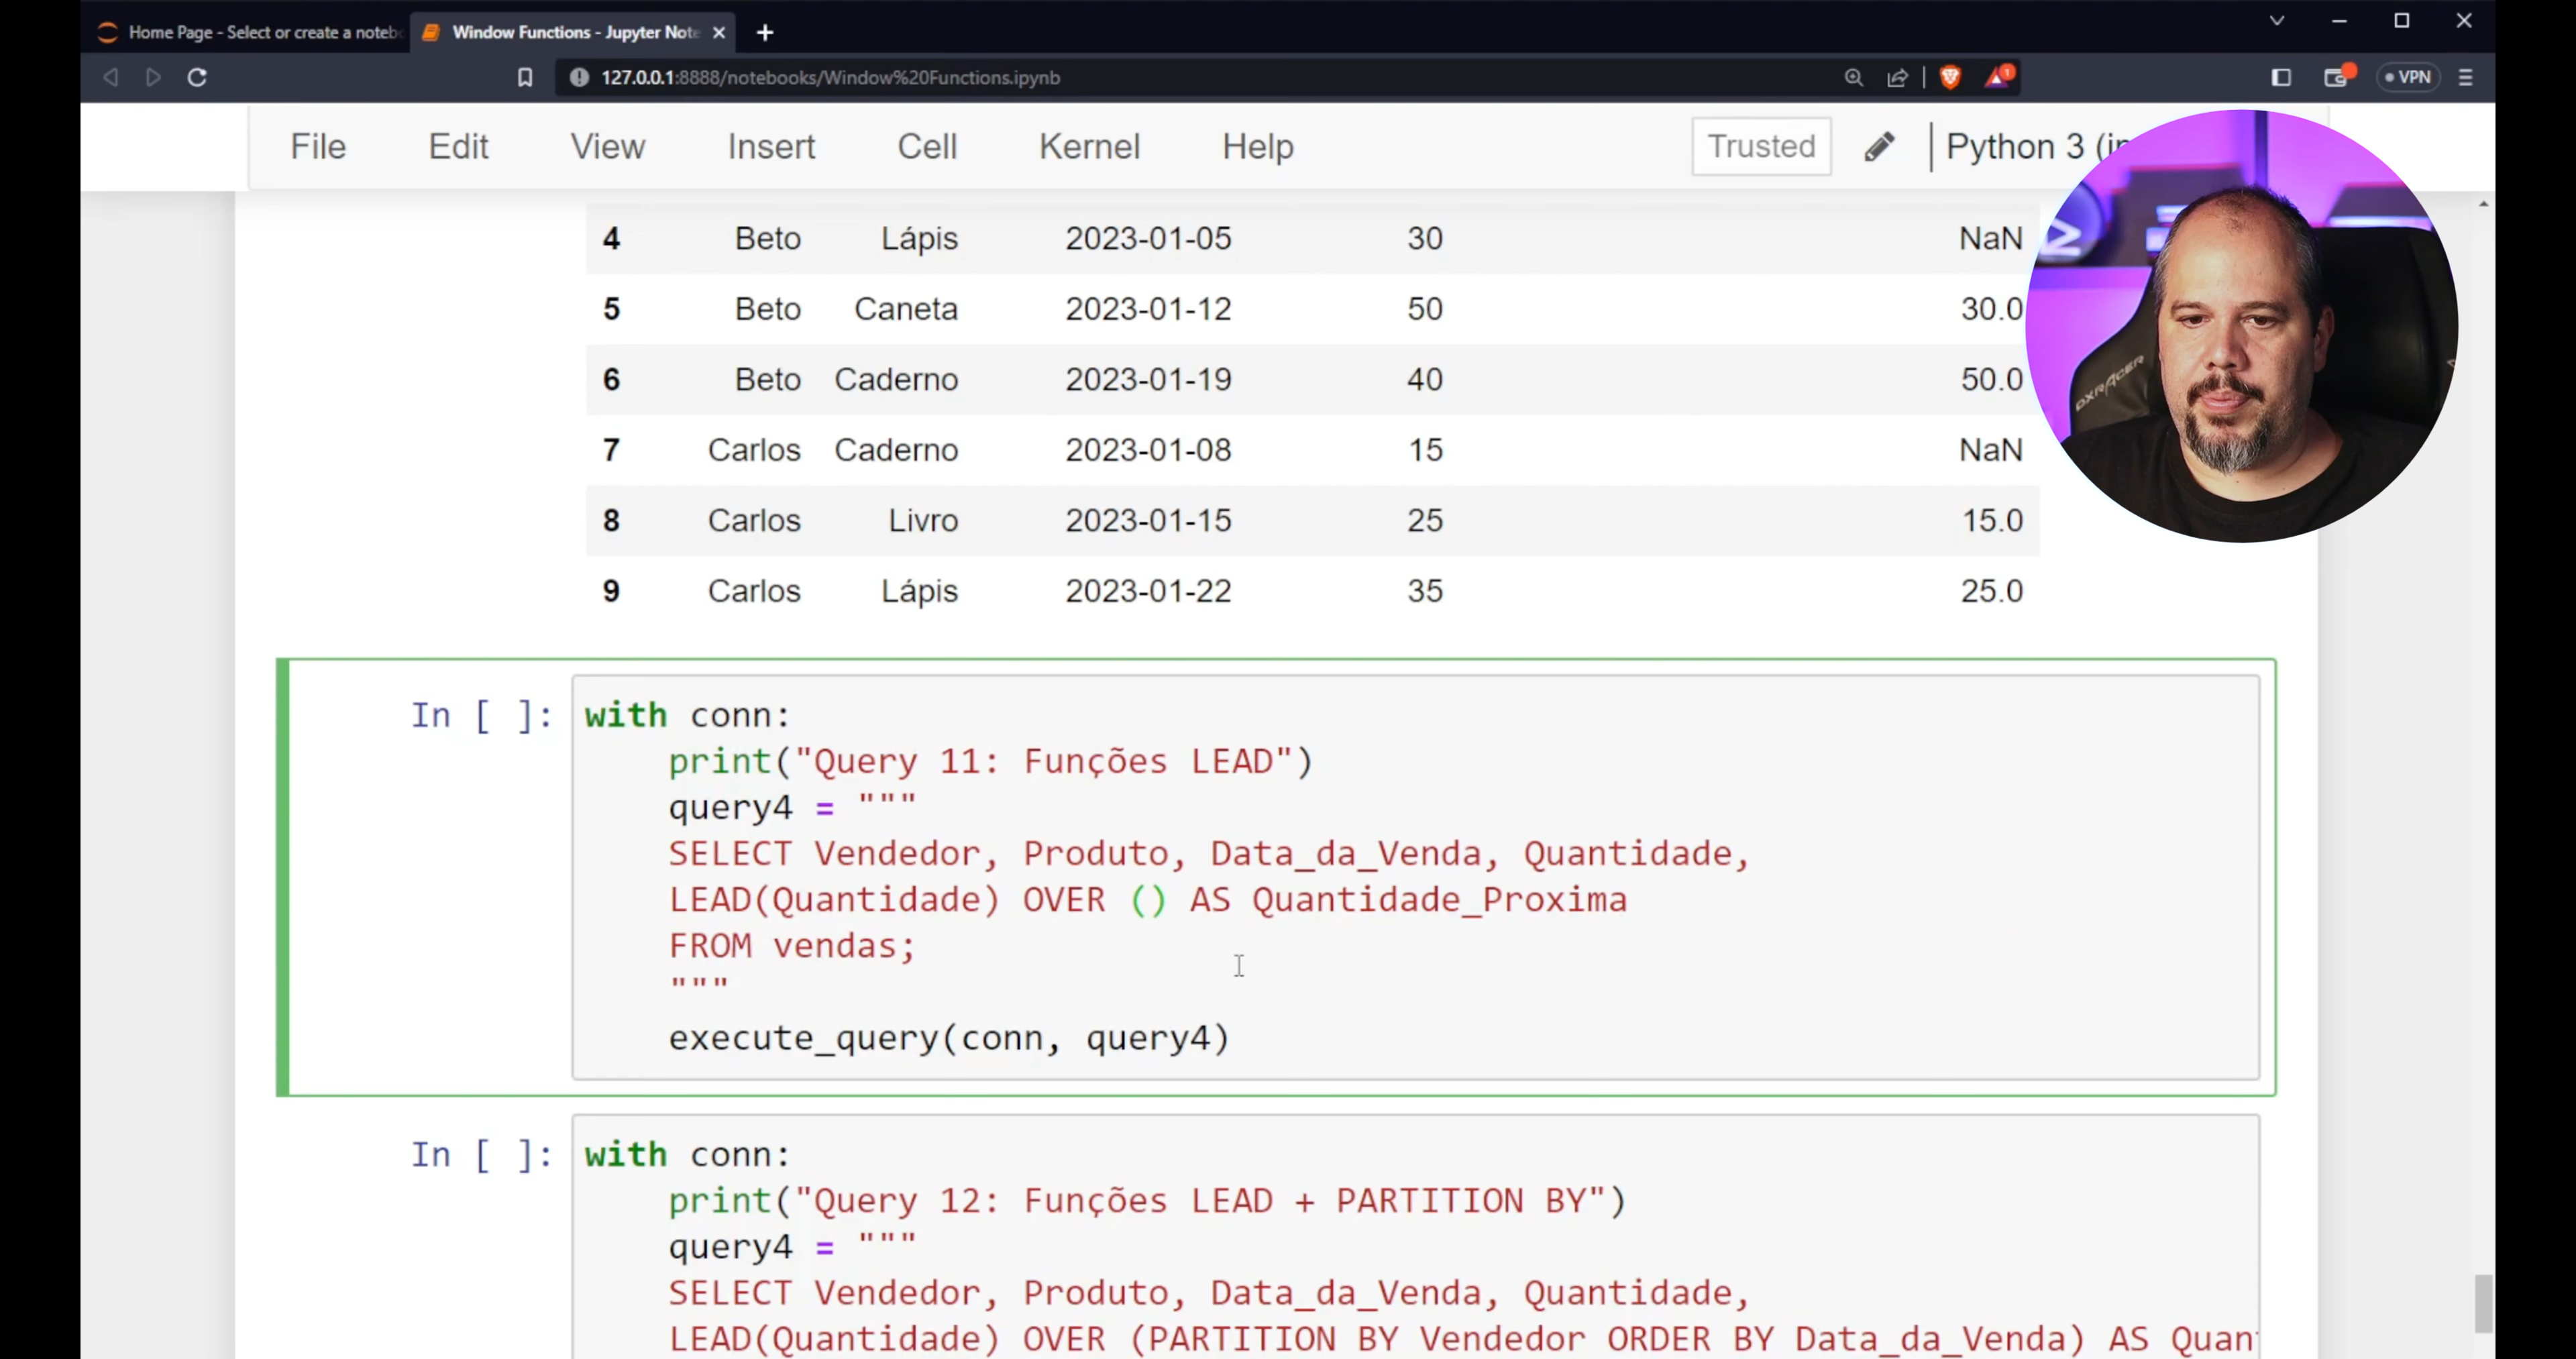 Home Page - Select or create a noteb
Window Functions - Jupyter Note
127.0.0.1:8888/notebooks/Window%20Functions.ipynb
1
VPN
File Edit View Insert Cell Kernel Help Trusted Python 3 (i
4 Beto Lápis 2023-01-05 30 NaN
5 Beto Caneta 2023-01-12 50 30.0
6 Beto Caderno 2023-01-19 40 50.0
7 Carlos Caderno 2023-01-08 15 NaN
8 Carlos Livro 2023-01-15 25 15.0
9 Carlos Lápis 2023-01-22 35 25.0
DXRACER
In [ ]: with conn:
print("Query 11: Funções LEAD")
query4 = """
SELECT Vendedor, Produto, Data_da_Venda, Quantidade,
LEAD(Quantidade) OVER () AS Quantidade_Proxima
FROM vendas;
"""
execute_query(conn, query4)
In [ ]: with conn:
print("Query 12: Funções LEAD + PARTITION BY")
query4 = """
SELECT Vendedor, Produto, Data_da_Venda, Quantidade,
LEAD(Quantidade) OVER (PARTITION BY Vendedor ORDER BY Data_da_Venda) AS Quan